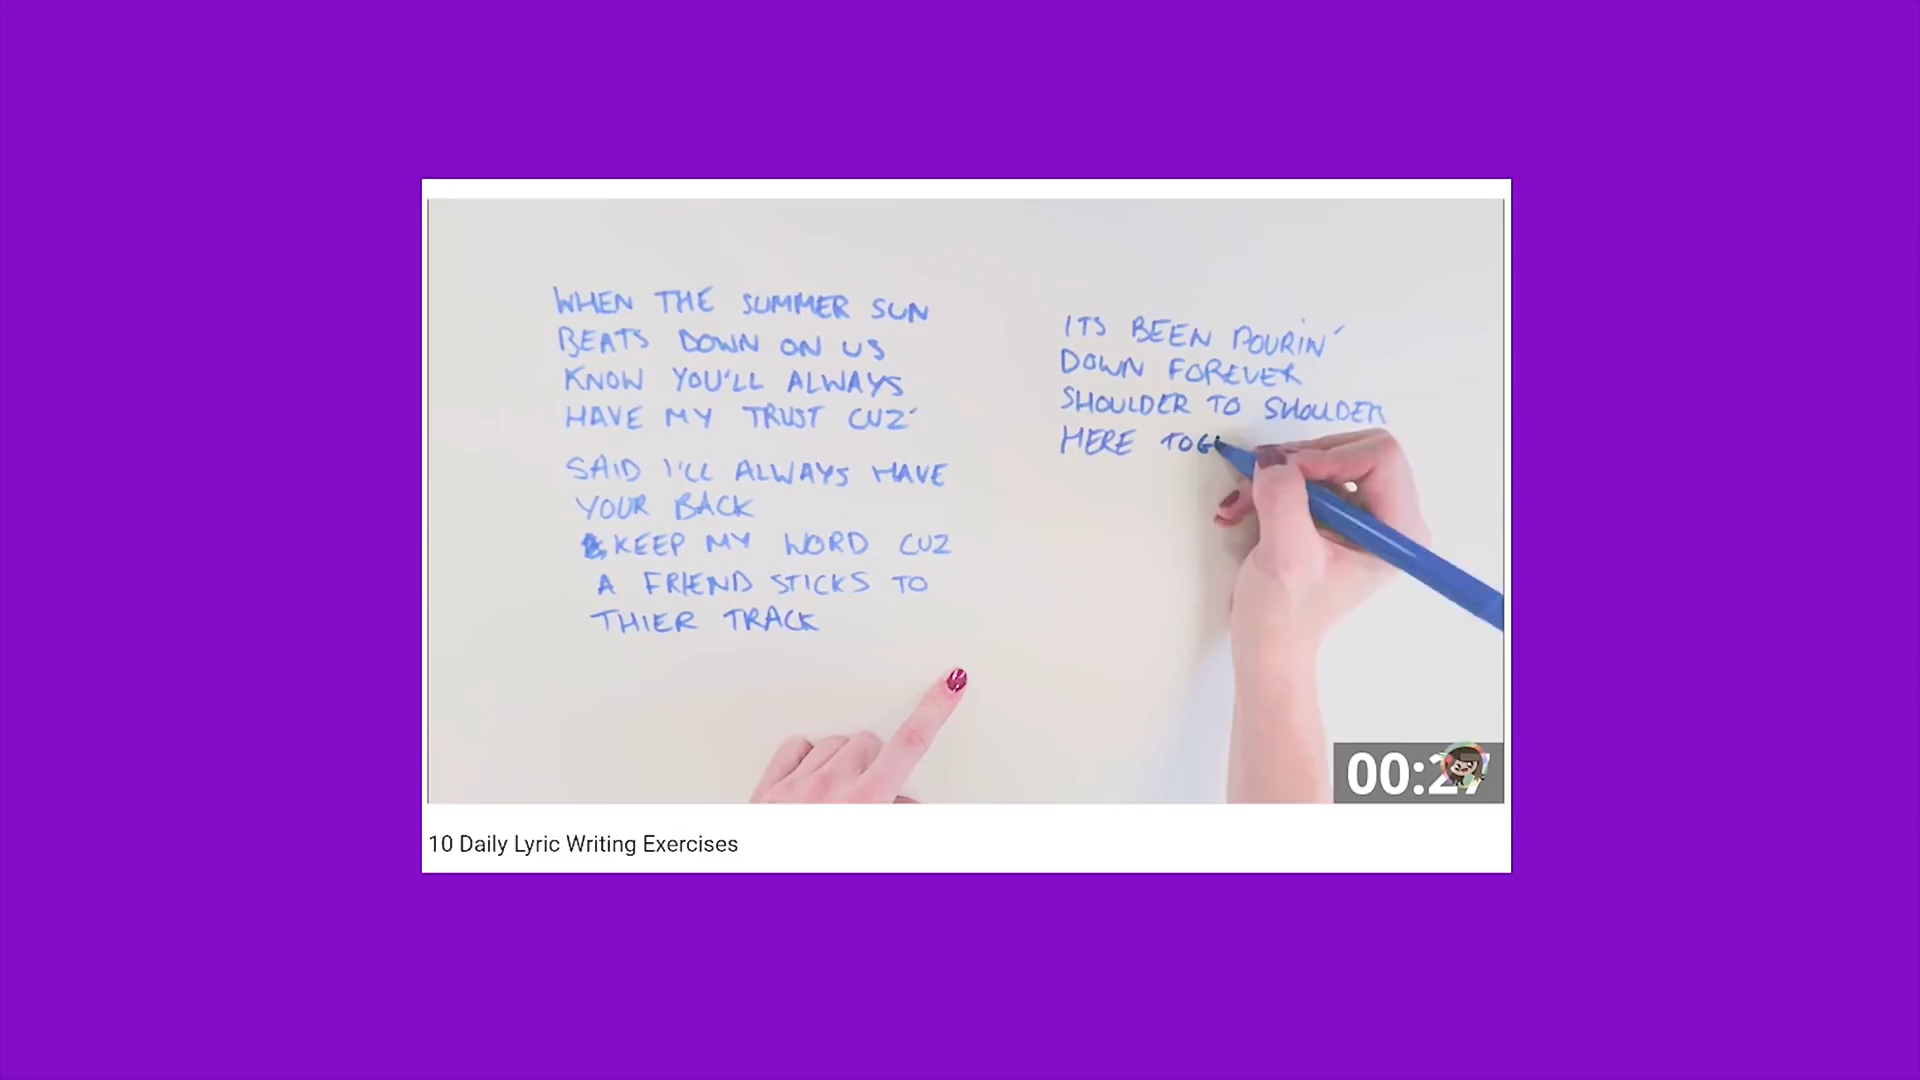 WHEN THE SUMMER SUN
BEATS DOWN ON US
KNOW YOU'LL ALWAYS
HAVE MY TRUST CUZ'
SAID I'LL ALWAYS HAVE
YOUR BACK
KEEP MY WORD CUZ
A FRIEND STICKS TO
THIER TRACK
ITS BEEN POURIN'
DOWN FOREVER
SHOULDER TO SHOULDER
HERE TOG
00:27
10 Daily Lyric Writing Exercises